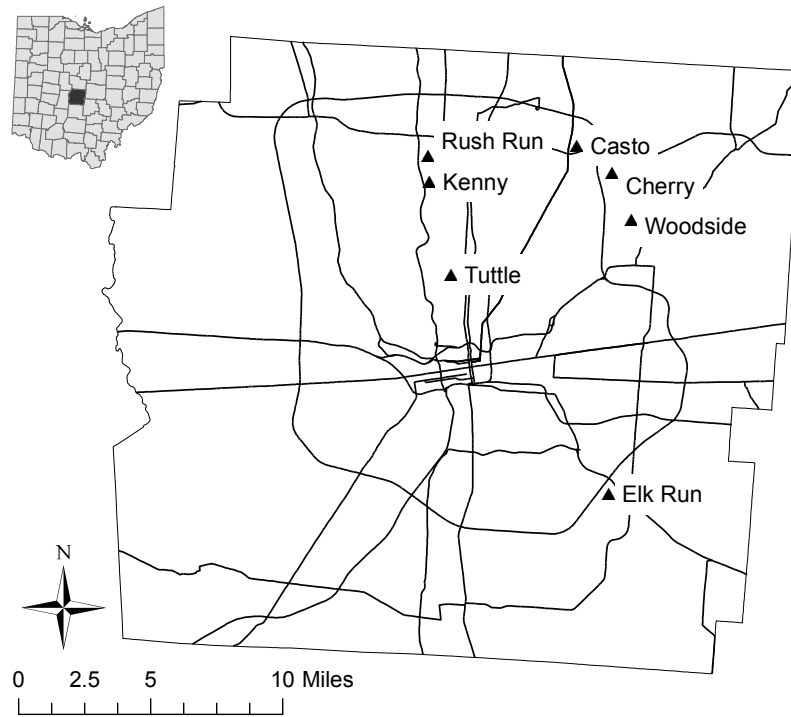 Rush Run
Casto
Kenny
Cherry
Woodside
Tuttle
Elk Run
N
0 2.5 5 10 Miles